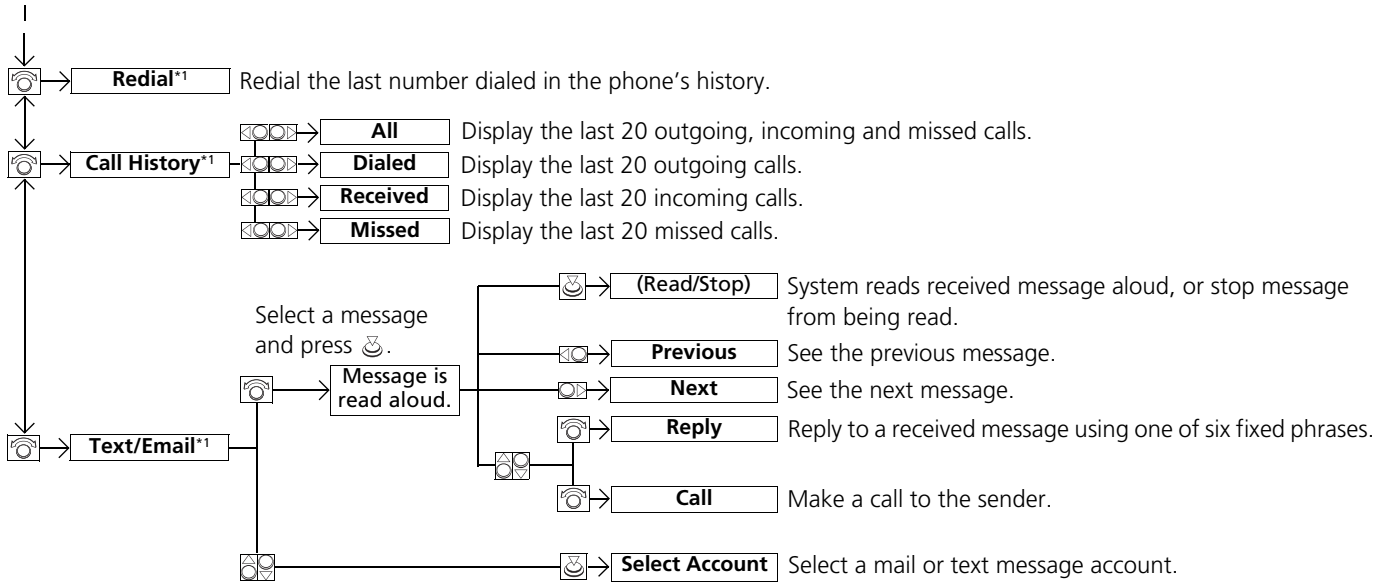 Redial*1 Redial the last number dialed in the phone's history.
All Display the last 20 outgoing, incoming and missed calls.
Call History*1 Dialed Display the last 20 outgoing calls.
Received Display the last 20 incoming calls.
Missed Display the last 20 missed calls.
(Read/Stop) System reads received message aloud, or stop message
from being read.
Select a message
and press .
Previous See the previous message.
Message is
read aloud.
Next See the next message.
Reply Reply to a received message using one of six fixed phrases.
Text/Email*1
Call Make a call to the sender.
Select Account Select a mail or text message account.